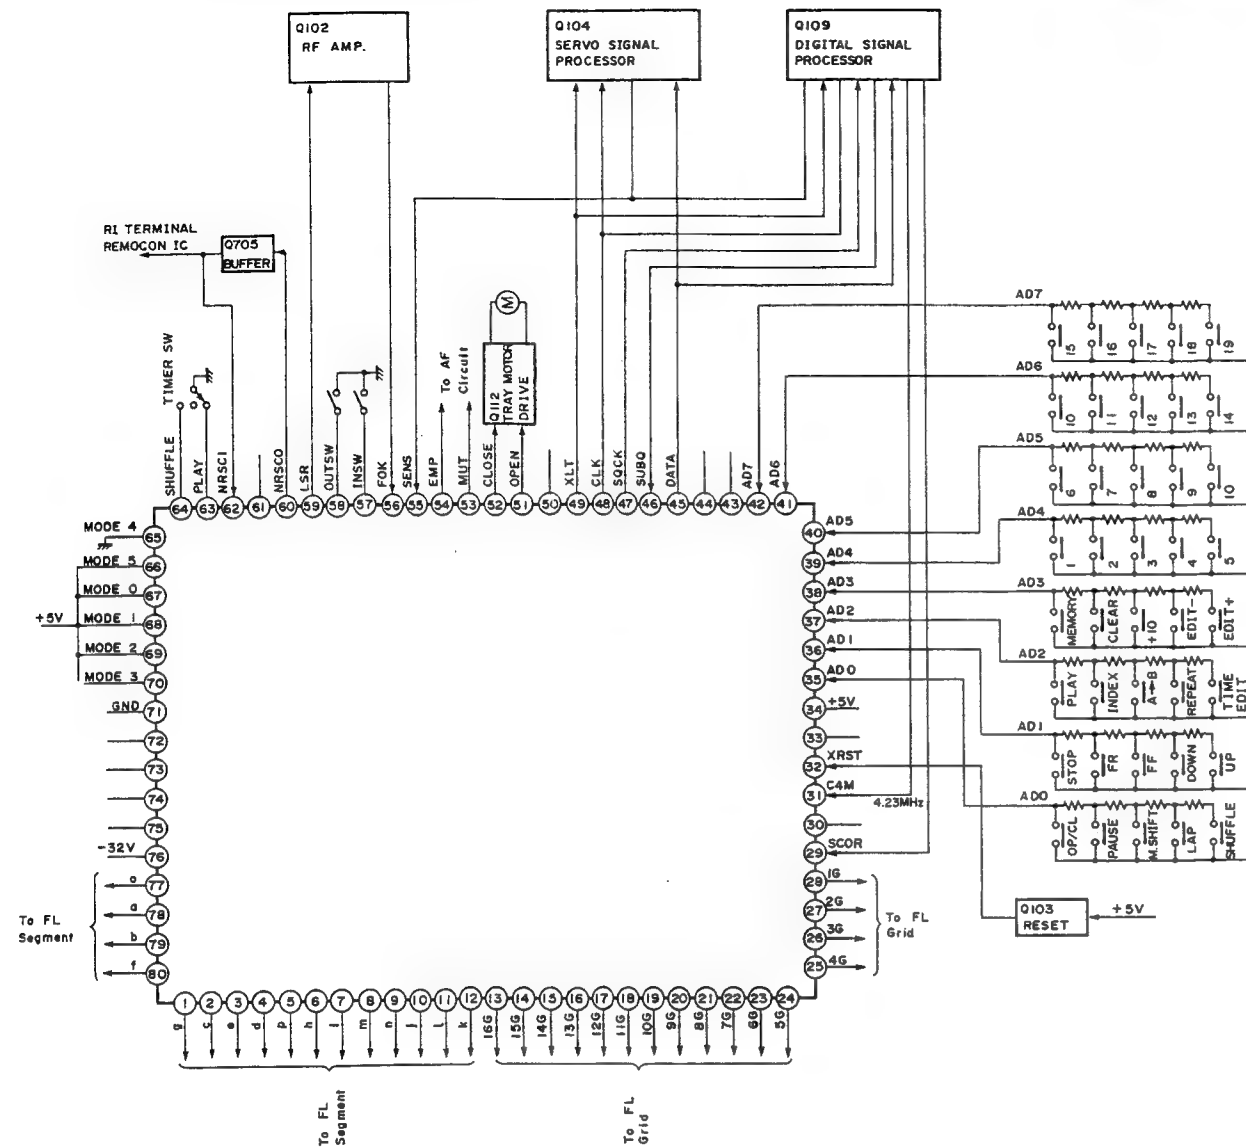 Q102
RF AMP.
Q104
SERVO SIGNAL
PROCESSOR
Q109
DIGITAL SIGNAL
PROCESSOR
RI TERMINAL
REMOCON IC
Q705
BUFFER
M
Q112
TRAY MOTOR
DRIVE
To AF
Circuit
TIMER SW
SHUFFLE
PLAY
NRSCI
NRSCO
LSR
OUTSW
INSW
FOK
SENS
EMP
MUT
CLOSE
OPEN
XLT
CLK
SQCK
SUBQ
DATA
AD7
AD6
64 63 62 61 60 59 58 57 56 55 54 53 52 51 50 49 48 47 46 45 44 43 42 41
MODE 4 65
MODE 5 66
MODE 0 67
+5V
MODE 1 68
MODE 2 69
MODE 3 70
GND 71
72
73
74
75
-32V 76
o 77
a 78
b 79
f 80
To FL
Segment
40 AD5
39 AD4
38 AD3
37 AD2
36 AD1
35 AD0
34 +5V
33
32 XRST
31 C4M
4.23MHz
30
29 SCOR
28 1G
27 2G
26 3G
25 4G
To FL
Grid
Q103
RESET
+5V
AD7
15 16 17 18 19
AD6
10 11 12 13 14
AD5
6 7 8 9 10
AD4
1 2 3 4 5
AD3
MEMORY CLEAR +10 EDIT- EDIT+
AD2
PLAY INDEX A↔B REPEAT TIME EDIT
AD1
STOP FR FF DOWN UP
AD0
OP/CL PAUSE M.SHIFT LAP SHUFFLE
1 2 3 4 5 6 7 8 9 10 11 12 13 14 15 16 17 18 19 20 21 22 23 24
g c e d p h i m n j l k 16G 15G 14G 13G 12G 11G 10G 9G 8G 7G 6G 5G
To FL
Segment
To FL
Grid